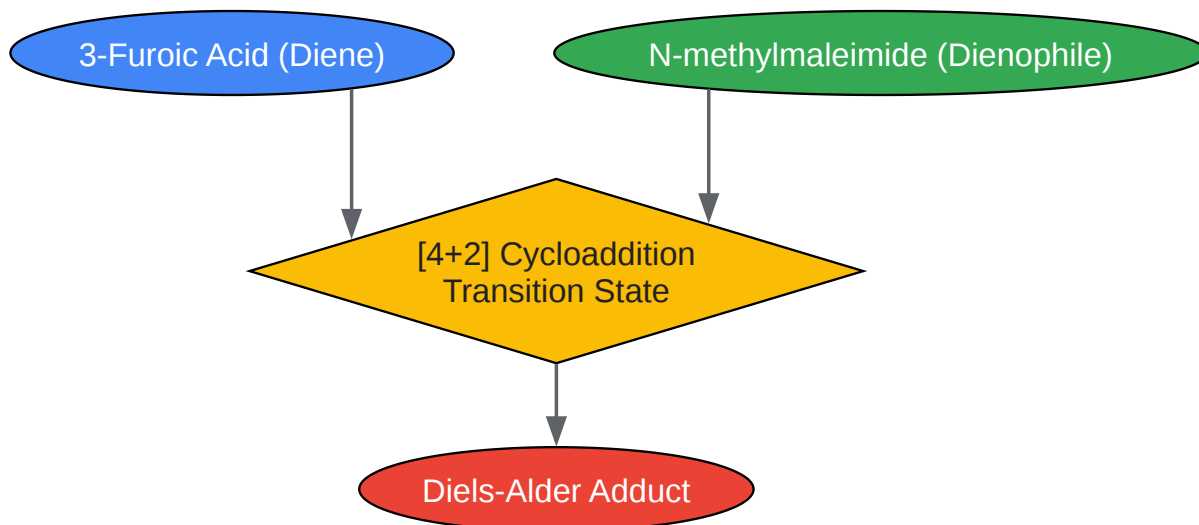 3-Furoic Acid (Diene)
N-methylmaleimide (Dienophile)
[4+2] Cycloaddition
Transition State
Diels-Alder Adduct